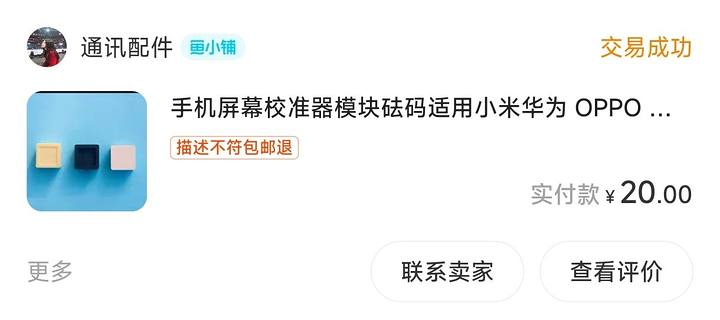 通讯配件 鱼小铺 交易成功
手机屏幕校准器模块砝码适用小米华为 OPPO ...
描述不符包邮退
实付款 ¥20.00
更多 联系卖家 查看评价